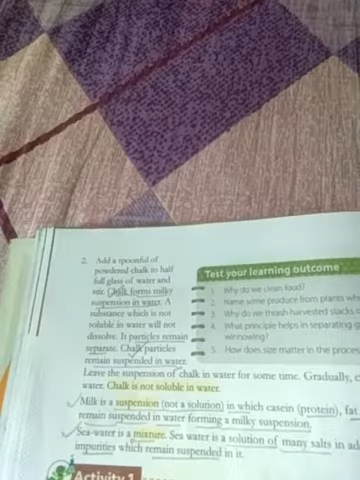 2. Add a spoonful of
powdered chalk to half
full glass of water and
stir. Chalk forms milky
suspension in water. A
substance which is not
soluble in water will not
dissolve. It particles remain
separate. Chalk particles
remain suspended in water.
Leave the suspension of chalk in water for some time. Gradually,
water. Chalk is not soluble in water.
Milk is a suspension (not a solution) in which casein (protein), fat
remain suspended in water forming a milky suspension.
Sea-water is a mixture. Sea water is a solution of many salts in
impurities which remain suspended in it.
Test your learning outcome
1. Why do we clean food?
2. Name some produce from plants
3. Why do we thrash harvested stacks
4. What principle helps in separating
winnowing?
5. How does size matter in the
Activity 1